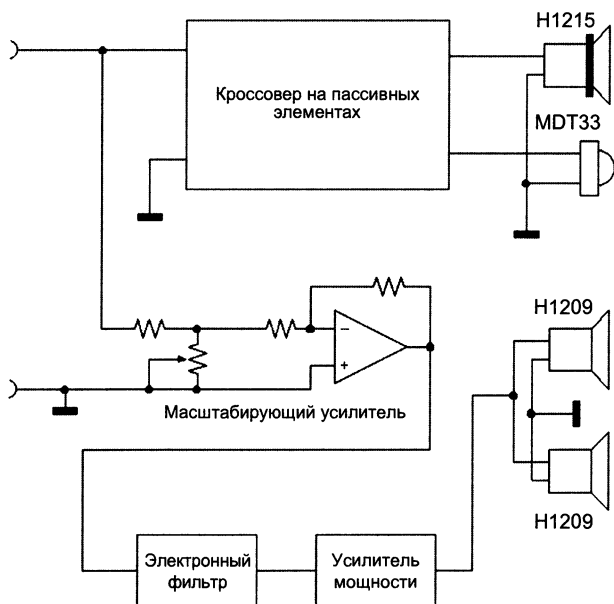 H1215
Кроссовер на пассивных
элементах
MDT33
H1209
−
+
Масштабирующий усилитель
H1209
Электронный
фильтр
Усилитель
мощности